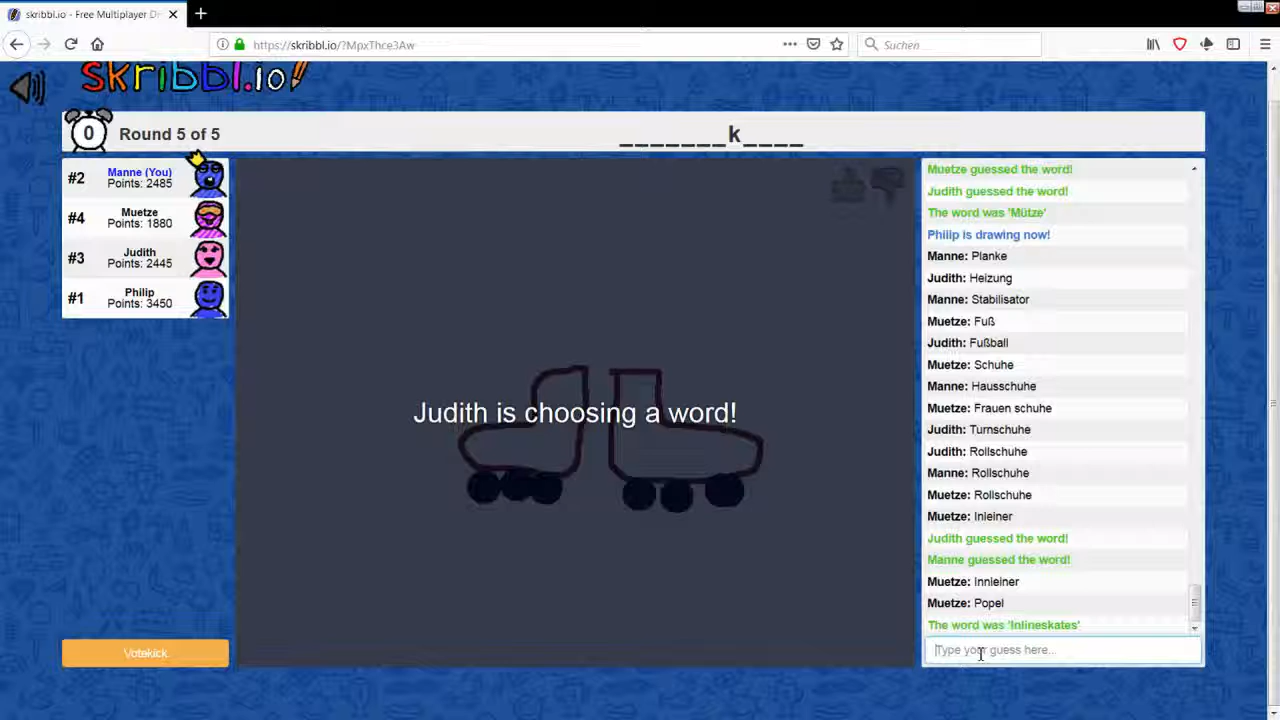 skribbl.io - Free Multiplayer D
https://skribbl.io/?MpxThce3Aw
Suchen...
skribbl.io!
0
Round 5 of 5
_______k____
#2
Manne (You)
Points: 2485
#4
Muetze
Points: 1880
#3
Judith
Points: 2445
#1
Philip
Points: 3450
Votekick
Judith is choosing a word!
Muetze guessed the word!
Judith guessed the word!
The word was 'Mütze'
Philip is drawing now!
Manne: Planke
Judith: Heizung
Manne: Stabilisator
Muetze: Fuß
Judith: Fußball
Muetze: Schuhe
Manne: Hausschuhe
Muetze: Frauen schuhe
Judith: Turnschuhe
Judith: Rollschuhe
Manne: Rollschuhe
Muetze: Rollschuhe
Muetze: Inleiner
Judith guessed the word!
Manne guessed the word!
Muetze: Innleiner
Muetze: Popel
The word was 'Inlineskates'
Type your guess here...